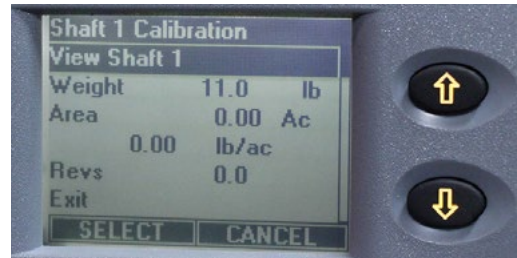 Shaft 1 Calibration
View Shaft 1
Weight 11.0 lb
Area 0.00 Ac
0.00 lb/ac
Revs 0.0
Exit
SELECT CANCEL